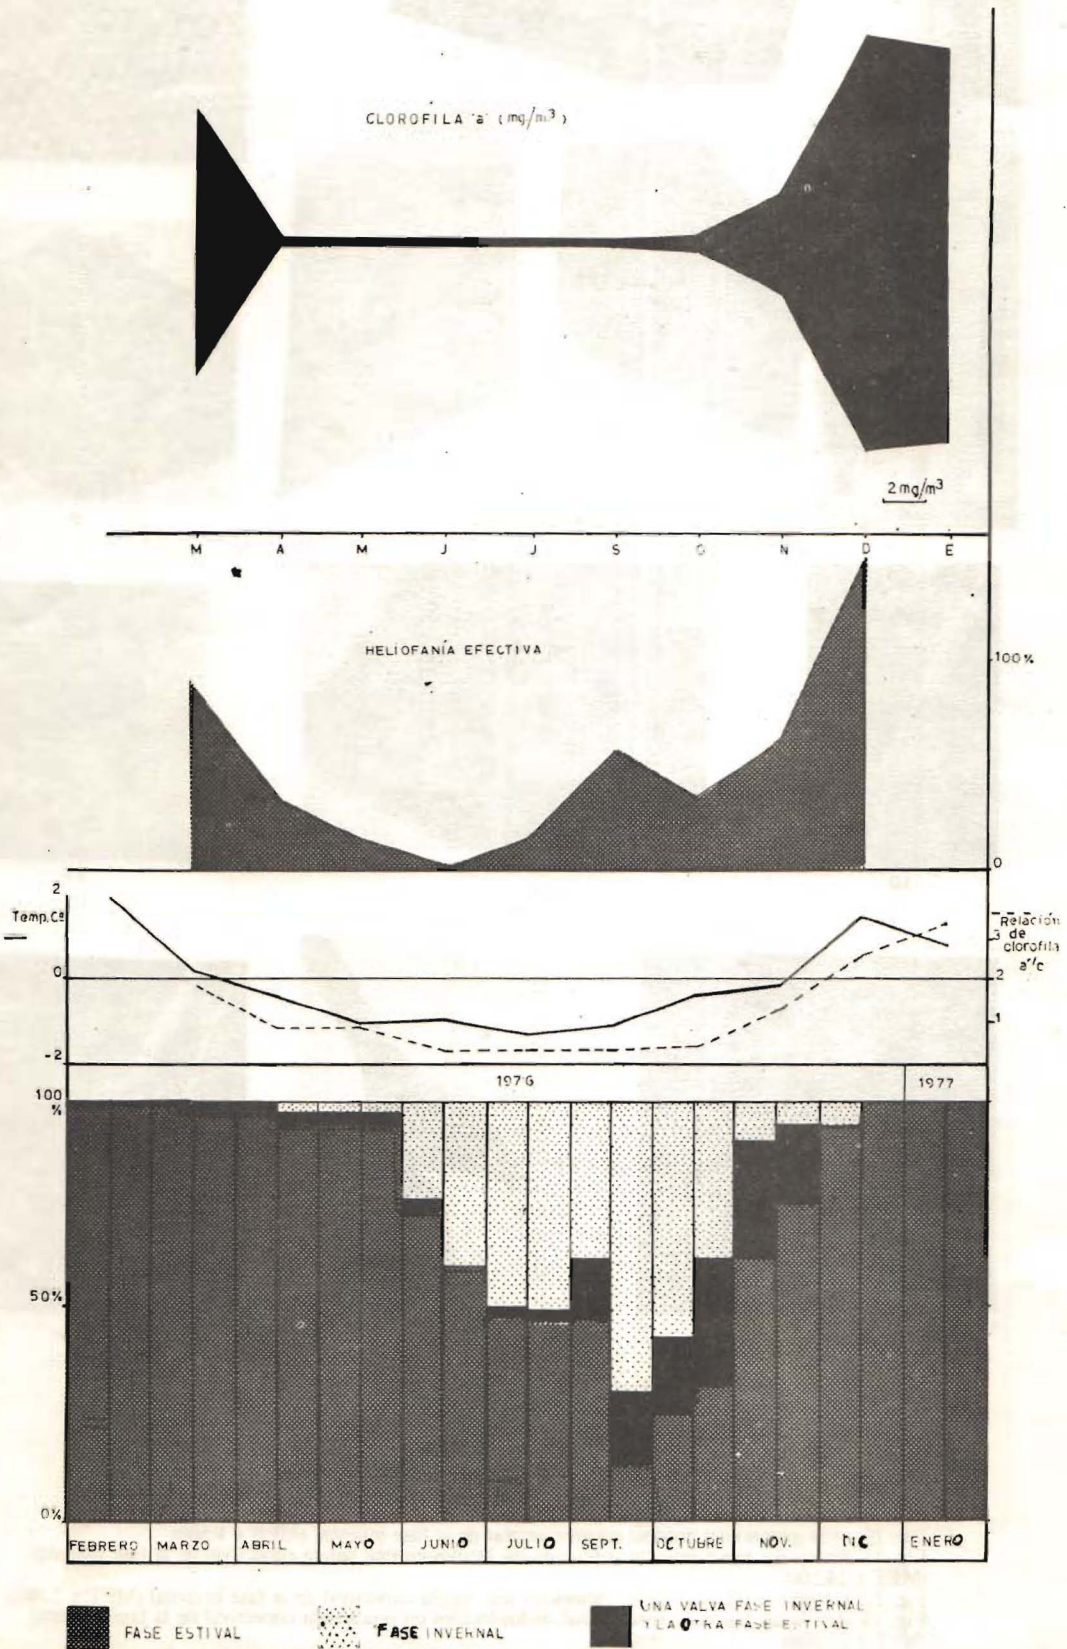 CLOROFILA 'a' (mg/m³)
2mg/m³
M A M J J S O N D E
HELIOFANÍA EFECTIVA
100%
0
2
Temp.Cº
0
-2
Relación
3 de
clorofila
a/c
2
1
1976
1977
100
%
50%
0%
FEBRERO MARZO ABRIL MAYO JUNIO JULIO SEPT. OCTUBRE NOV. DIC ENERO
FASE ESTIVAL
FASE INVERNAL
UNA VALVA FASE INVERNAL
Y LA OTRA FASE ESTIVAL